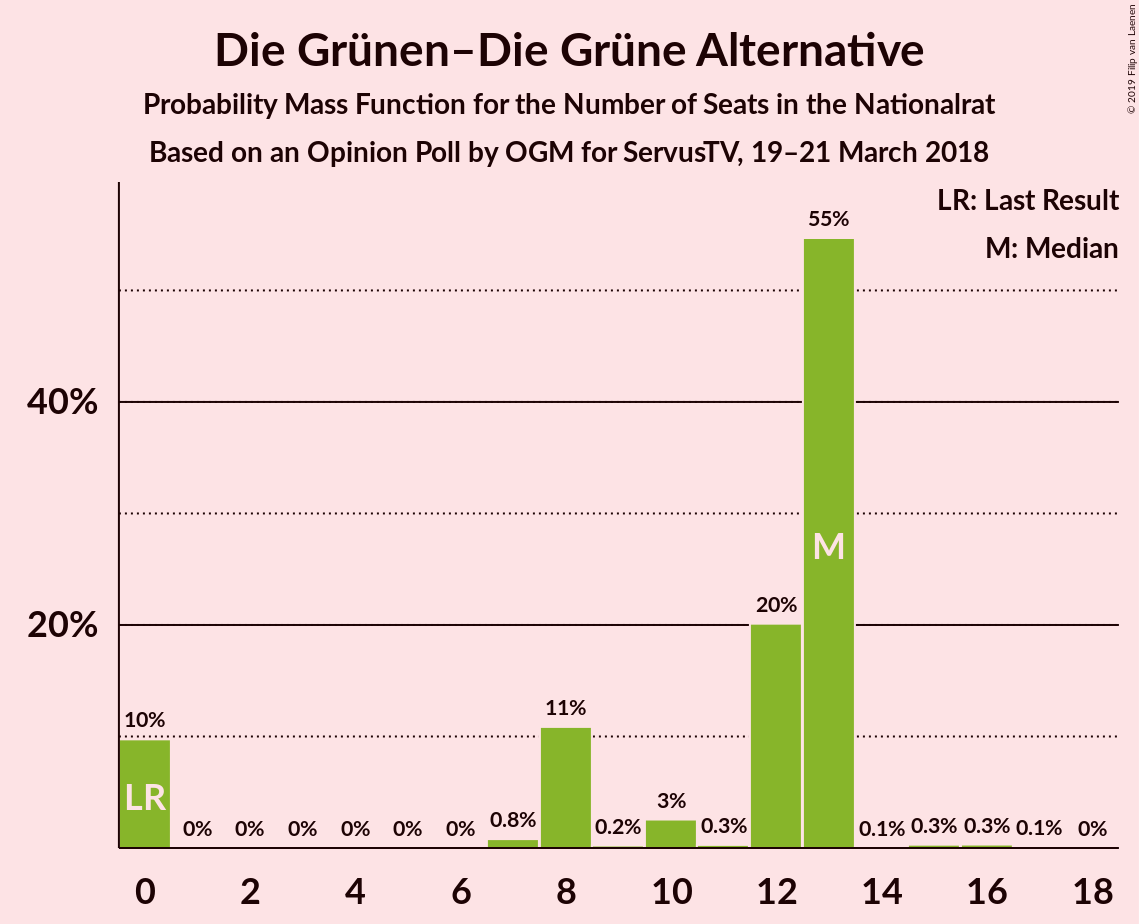 Die Grünen–Die Grüne Alternative
Probability Mass Function for the Number of Seats in the Nationalrat
Based on an Opinion Poll by OGM for ServusTV, 19–21 March 2018
© 2019 Filip van Laenen
LR: Last Result
M: Median
55%
40%
M
20%
20%
11%
10%
LR
3%
0% 0% 0% 0% 0% 0% 0.8% 0.2% 0.3% 0.1% 0.3% 0.3% 0.1% 0%
0 2 4 6 8 10 12 14 16 18